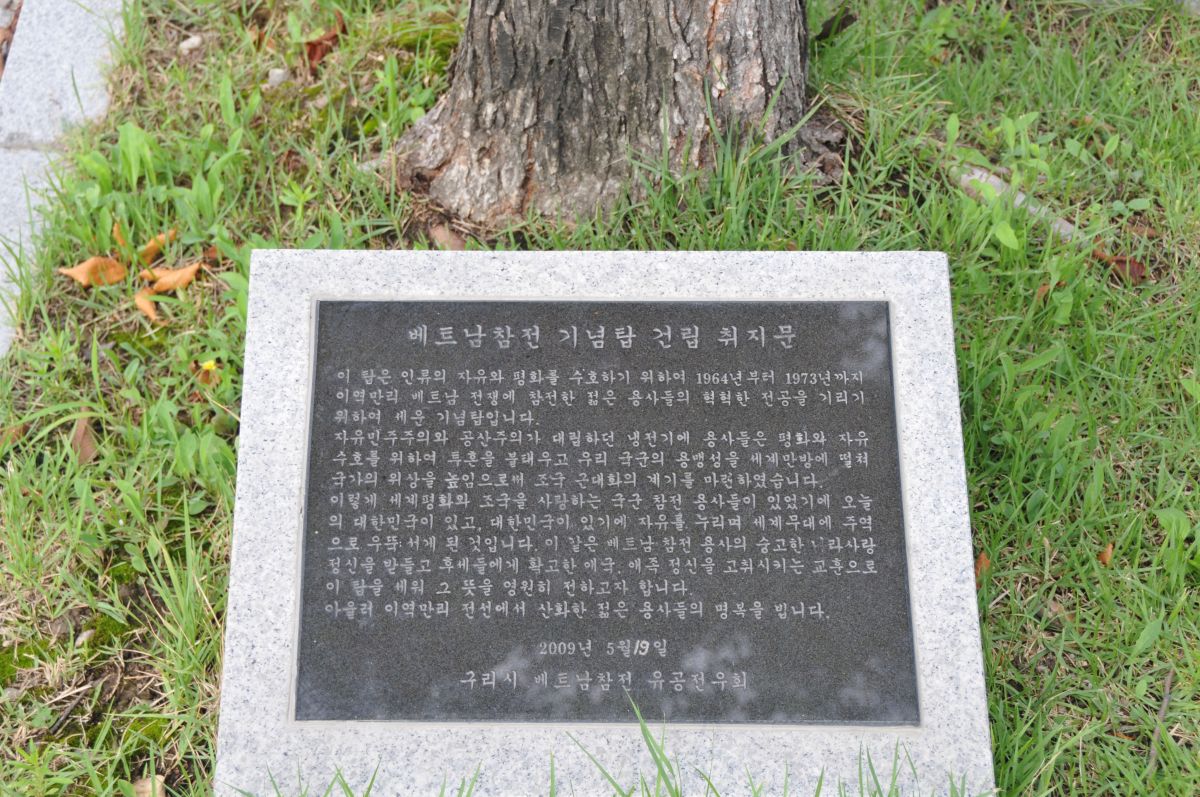 베트남참전 기념탑 건립 취지문
이 탑은 인류의 자유와 평화를 수호하기 위하여 1964년부터 1973년까지
이역만리 베트남 전쟁에 참전한 젊은 용사들의 혁혁한 전공을 기리기
위하여 세운 기념탑입니다.
자유민주주의와 공산주의가 대립하던 냉전기에 용사들은 평화와 자유
수호를 위하여 투혼을 불태우고 우리 국군의 용맹성을 세계만방에 떨쳐
국가의 위상을 높임으로써 조국 근대화의 계기를 마련하였습니다.
이렇게 세계평화와 조국을 사랑하는 국군 참전 용사들이 있었기에 오늘
의 대한민국이 있고, 대한민국이 있기에 자유를 누리며 세계무대에 주역
으로 우뚝 서게 된 것입니다. 이 같은 베트남 참전 용사의 숭고한 나라사랑
정신을 받들고 후세들에게 확고한 애국, 애족 정신을 고취시키는 교훈으로
이 탑을 세워 그 뜻을 영원히 전하고자 합니다.
아울러 이역만리 전선에서 산화한 젊은 용사들의 명복을 빕니다.
2009년 5월19일
구리시 베트남참전 유공전우회